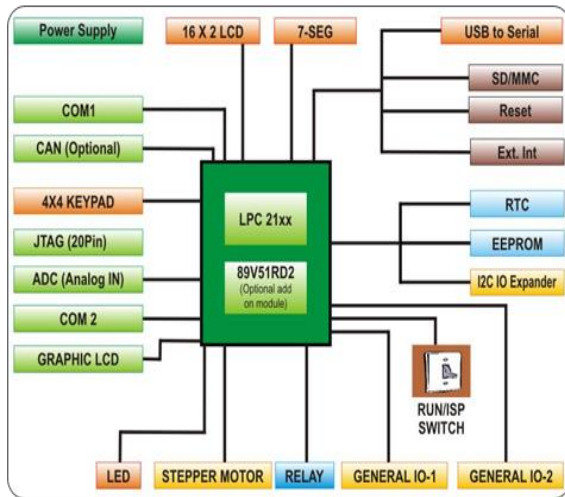 Power Supply
16 X 2 LCD
7-SEG
USB to Serial
SD/MMC
Reset
Ext. Int
COM1
CAN (Optional)
4X4 KEYPAD
JTAG (20Pin)
ADC (Analog IN)
COM 2
GRAPHIC LCD
LPC 21xx
89V51RD2
(Optional add
on module)
RTC
EEPROM
I2C IO Expander
RUN/ISP
SWITCH
LED
STEPPER MOTOR
RELAY
GENERAL IO-1
GENERAL IO-2